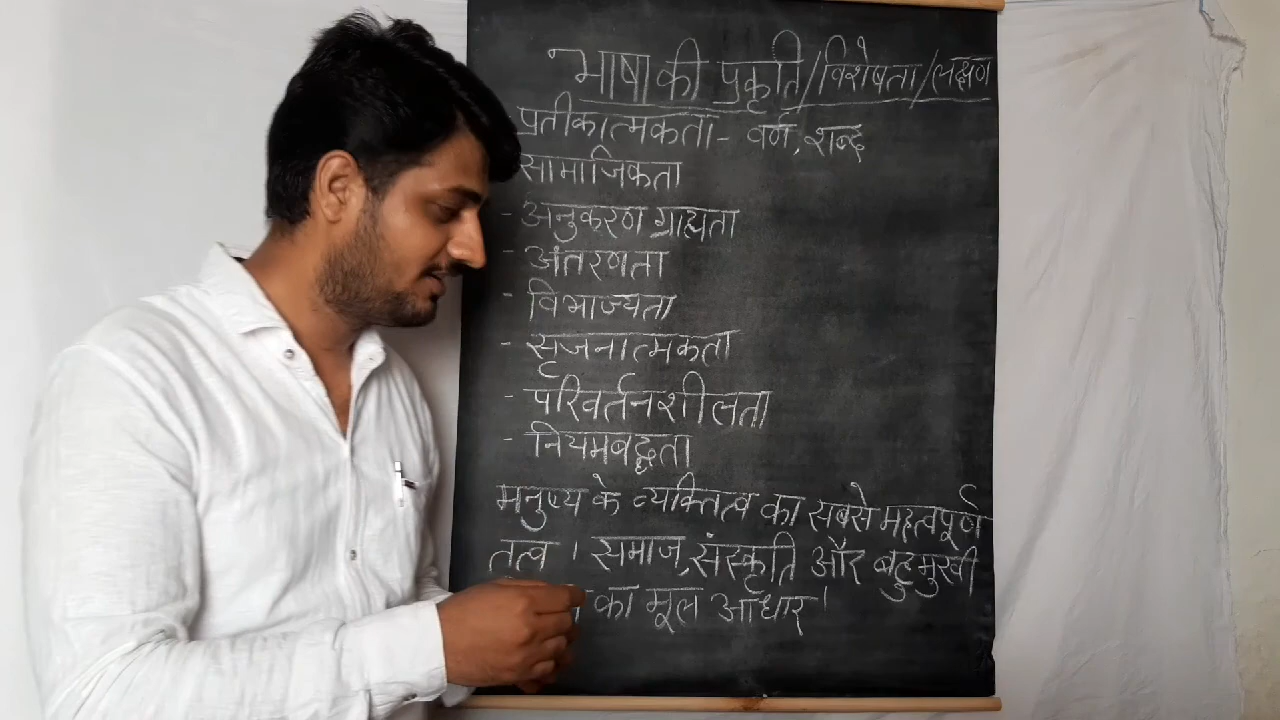 "भाषा की प्रकृति/विशेषता/लक्षण
प्रतीकात्मकता - वर्ण, शब्द
सामाजिकता
- अनुकरण ग्राह्यता
- अंतरणता
- विभाज्यता
- सृजनात्मकता
- परिवर्तनशीलता
- नियमबद्धता
मनुष्य के व्यक्तित्व का सबसे महत्वपूर्ण
तत्व । समाज, संस्कृति और बहुमुखी
का मूल आधार ।